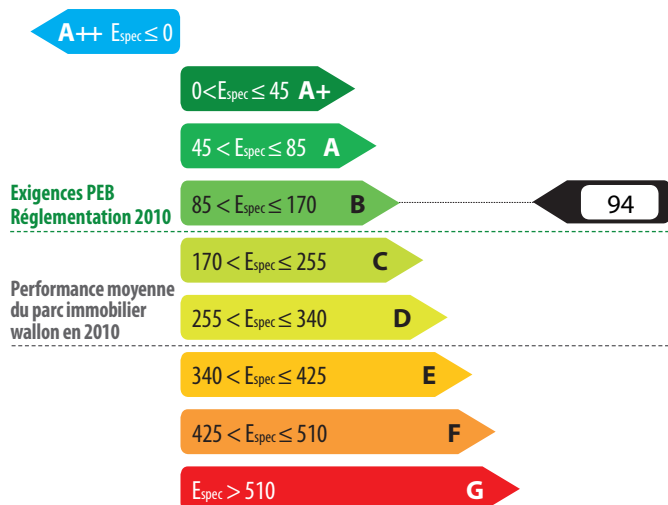 A++ Espec ≤ 0
0<Espec ≤ 45 A+
45 < Espec ≤ 85 A
Exigences PEB
Réglementation 2010
85 < Espec ≤ 170 B
94
170 < Espec ≤ 255 C
Performance moyenne
du parc immobilier
wallon en 2010
255 < Espec ≤ 340 D
340 < Espec ≤ 425 E
425 < Espec ≤ 510 F
Espec > 510 G